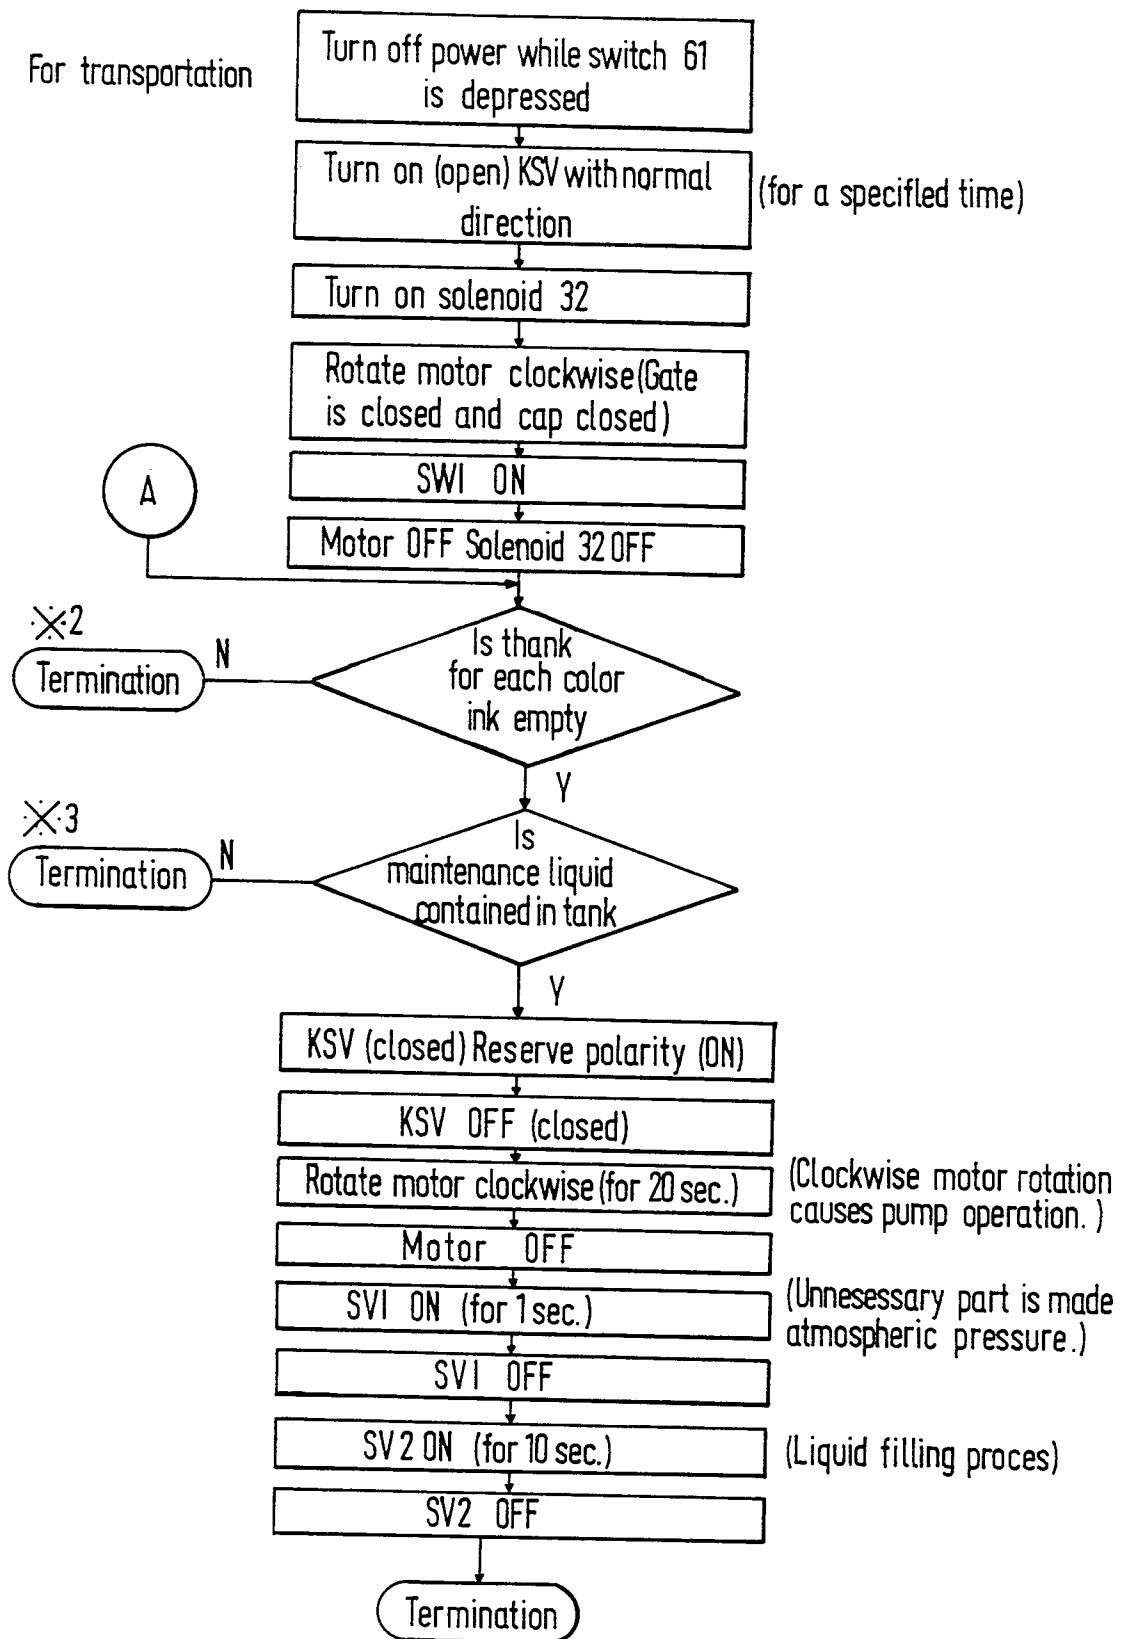 For transportation
Turn off power while switch 61
is depressed
Turn on (open) KSV with normal
direction
(for a specifled time)
Turn on solenoid 32
Rotate motor clockwise (Gate
is closed and cap closed)
SWI ON
A
Motor OFF Solenoid 32 OFF
※2
Termination
N
Is thank
for each color
ink empty
Y
※3
Termination
N
Is
maintenance liquid
contained in tank
Y
KSV (closed) Reserve polarity (ON)
KSV OFF (closed)
Rotate motor clockwise (for 20 sec.)
(Clockwise motor rotation
causes pump operation.)
Motor OFF
SVI ON (for 1 sec.)
(Unnesessary part is made
atmospheric pressure.)
SVI OFF
SV2 ON (for 10 sec.)
(Liquid filling proces)
SV2 OFF
Termination